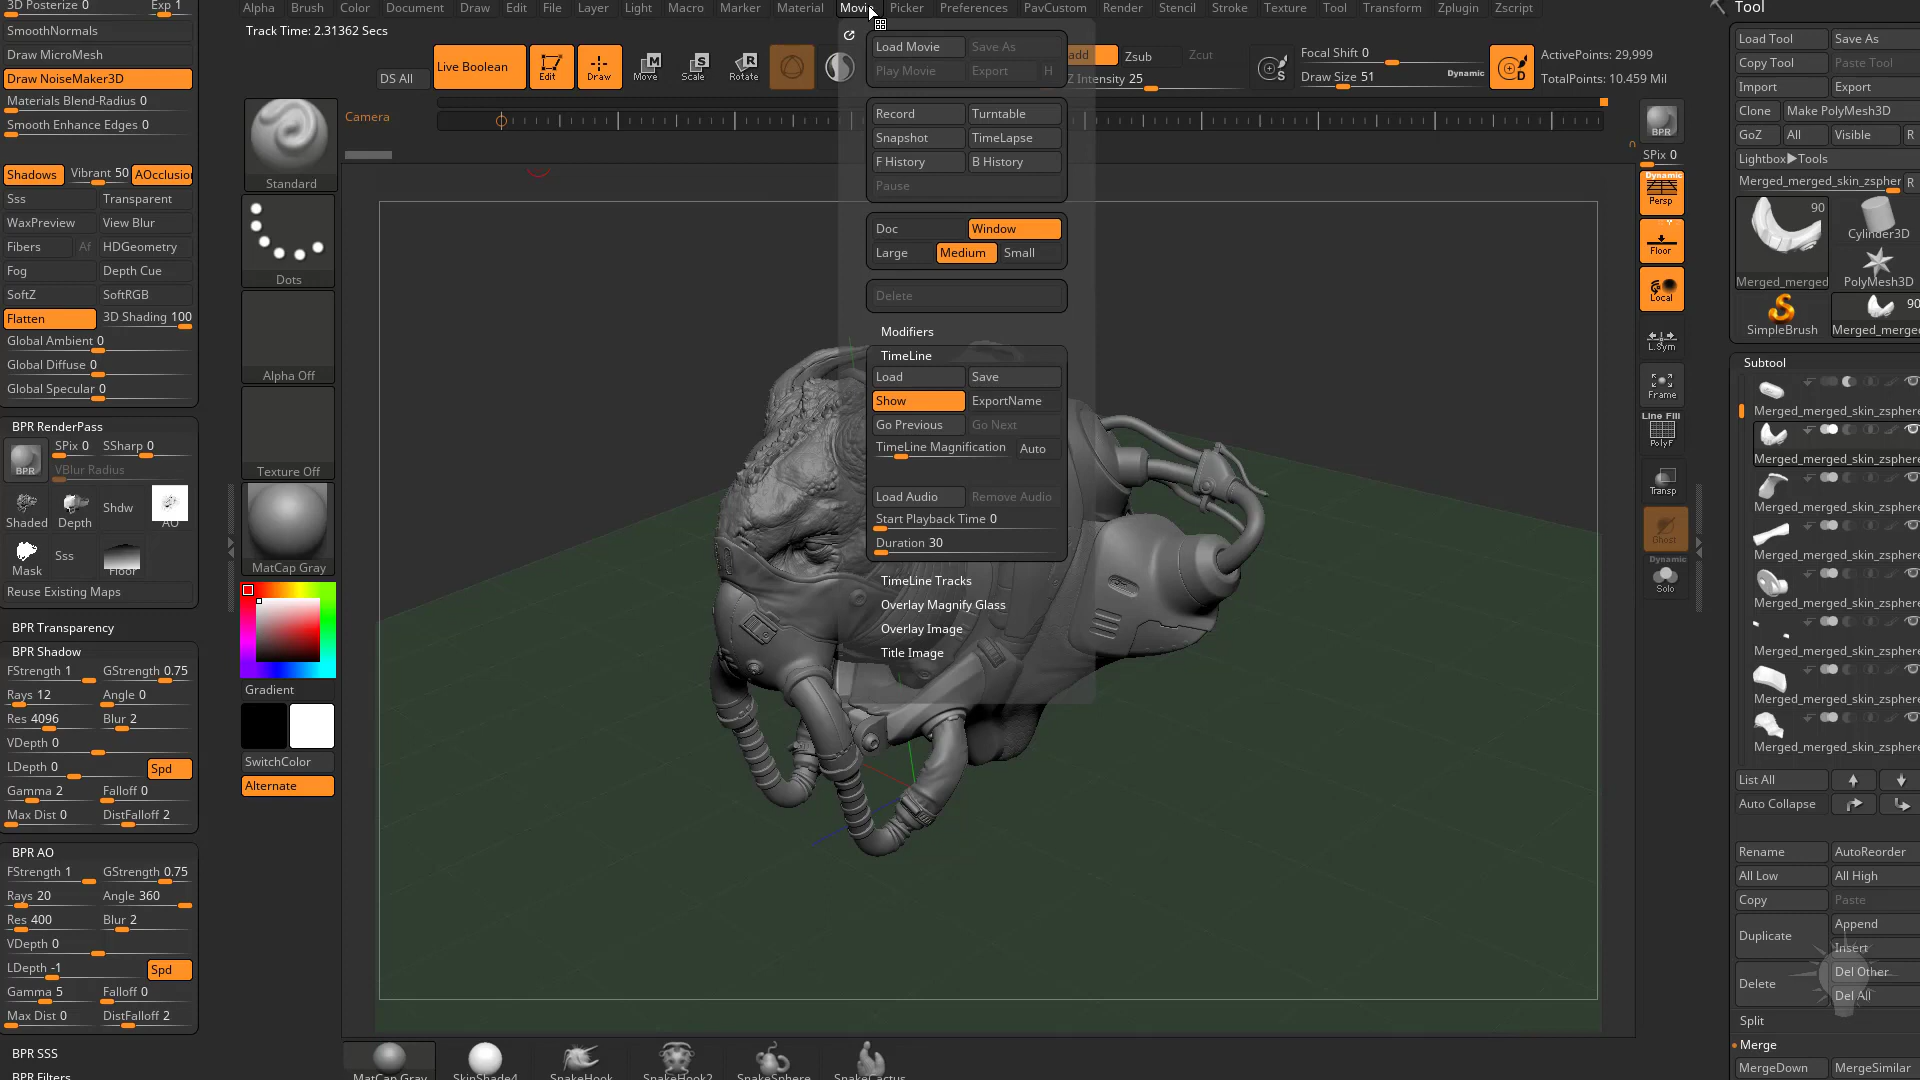 Alpha Brush Color Document Draw Edit File Layer Light Macro Marker Material Movie Picker Preferences PavCustom Render Stencil Stroke Texture Tool Transform Zplugin Zscript
Track Time: 2.31362 Secs
3D Posterize 0 Exp 1
SmoothNormals
Draw MicroMesh
Draw NoiseMaker3D
Materials Blend-Radius 0
Smooth Enhance Edges 0
Shadows Vibrant 50 AOcclusion
Sss Transparent
WaxPreview View Blur
Fibers Af HDGeometry
Fog Depth Cue
SoftZ SoftRGB
Flatten 3D Shading 100
Global Ambient 0
Global Diffuse 0
Global Specular 0
BPR RenderPass
BPR SPix 0 SSharp 0
VBlur Radius
Shaded Depth Shdw AO
Mask Sss Floor
Reuse Existing Maps
BPR Transparency
BPR Shadow
FStrength 1 GStrength 0.75
Rays 12 Angle 0
Res 4096 Blur 2
VDepth 0
LDepth 0 Spd
Gamma 2 Falloff 0
Max Dist 0 DistFalloff 2
BPR AO
FStrength 1 GStrength 0.75
Rays 20 Angle 360
Res 400 Blur 2
VDepth 0
LDepth -1 Spd
Gamma 5 Falloff 0
Max Dist 0 DistFalloff 2
BPR SSS
BPR Filters
DS All Live Boolean Edit Draw Move Scale Rotate
Camera
Standard
Dots
Alpha Off
Texture Off
MatCap Gray
Gradient
SwitchColor
Alternate
Load Movie Save As
Play Movie Export H
Record Turntable
Snapshot TimeLapse
F History B History
Pause
Doc Window
Large Medium Small
Delete
Modifiers
TimeLine
Load Save
Show ExportName
Go Previous Go Next
TimeLine Magnification Auto
Load Audio Remove Audio
Start Playback Time 0
Duration 30
TimeLine Tracks
Overlay Magnify Glass
Overlay Image
Title Image
add Zsub Zcut
Z Intensity 25
Focal Shift 0
Draw Size 51 Dynamic
ActivePoints: 29,999
TotalPoints: 10.459 Mil
MatCap Gray SkinShade4 SnakeHook SnakeHook2 SnakeSphere SnakeCactus
BPR
SPix 0
Dynamic
Persp
Floor
Local
L.Sym
Frame
Line Fill
PolyF
Transp
Ghost
Dynamic
Solo
Tool
Load Tool Save As
Copy Tool Paste Tool
Import Export
Clone Make PolyMesh3D
GoZ All Visible R
Lightbox▶Tools
Merged_merged_skin_zspher R
90
Cylinder3D
Merged_merged PolyMesh3D
90
SimpleBrush Merged_merge
Subtool
Merged_merged_skin_zsphere
Merged_merged_skin_zsphere
Merged_merged_skin_zsphere
Merged_merged_skin_zsphere
Merged_merged_skin_zsphere
Merged_merged_skin_zsphere
Merged_merged_skin_zsphere
Merged_merged_skin_zsphere
List All
Auto Collapse
Rename AutoReorder
All Low All High
Copy Paste
Duplicate Append
Insert
Delete Del Other
Del All
Split
Merge
MergeDown MergeSimilar